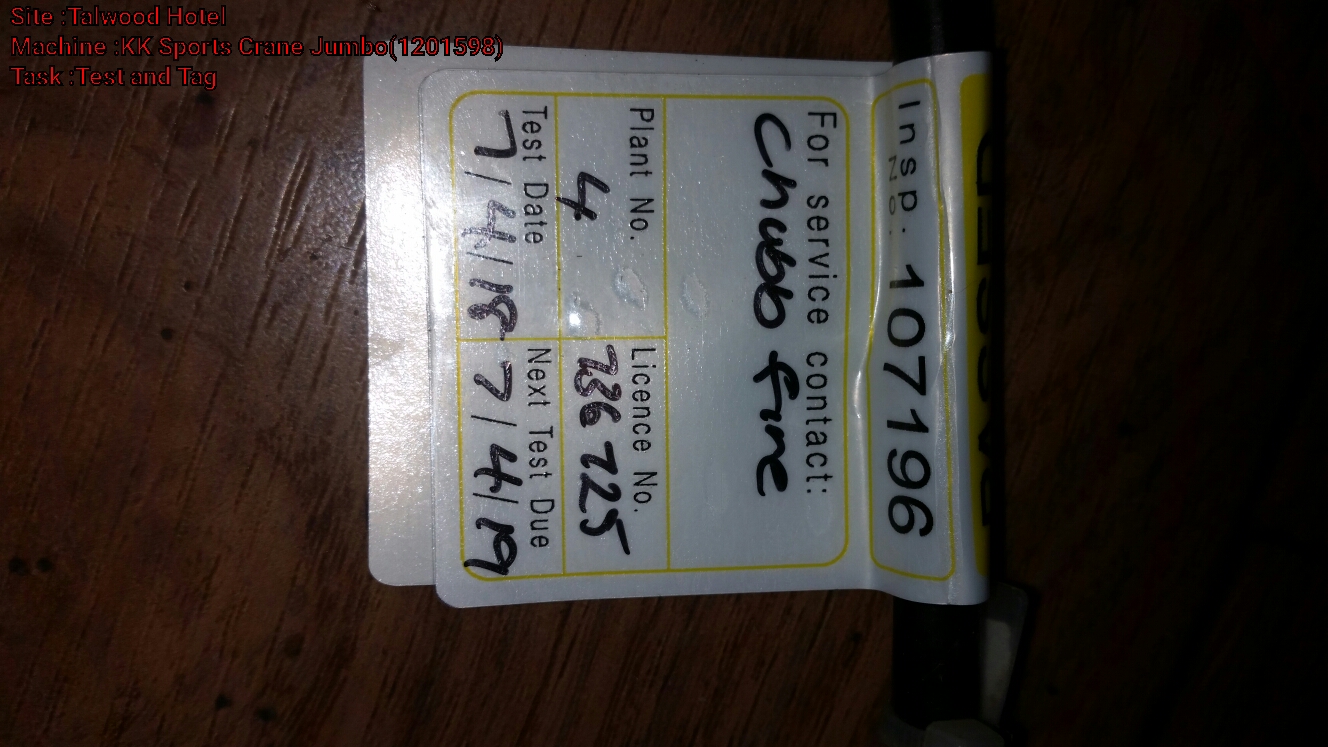 Site :Talwood Hotel
Machine :KK Sports Crane Jumbo(1201598)
Task :Test and Tag
Insp. No. 107196
For service contact:
Chubb fire
Plant No. Licence No.
4 736725
Test Date Next Test Due
7/4/18 7/4/19